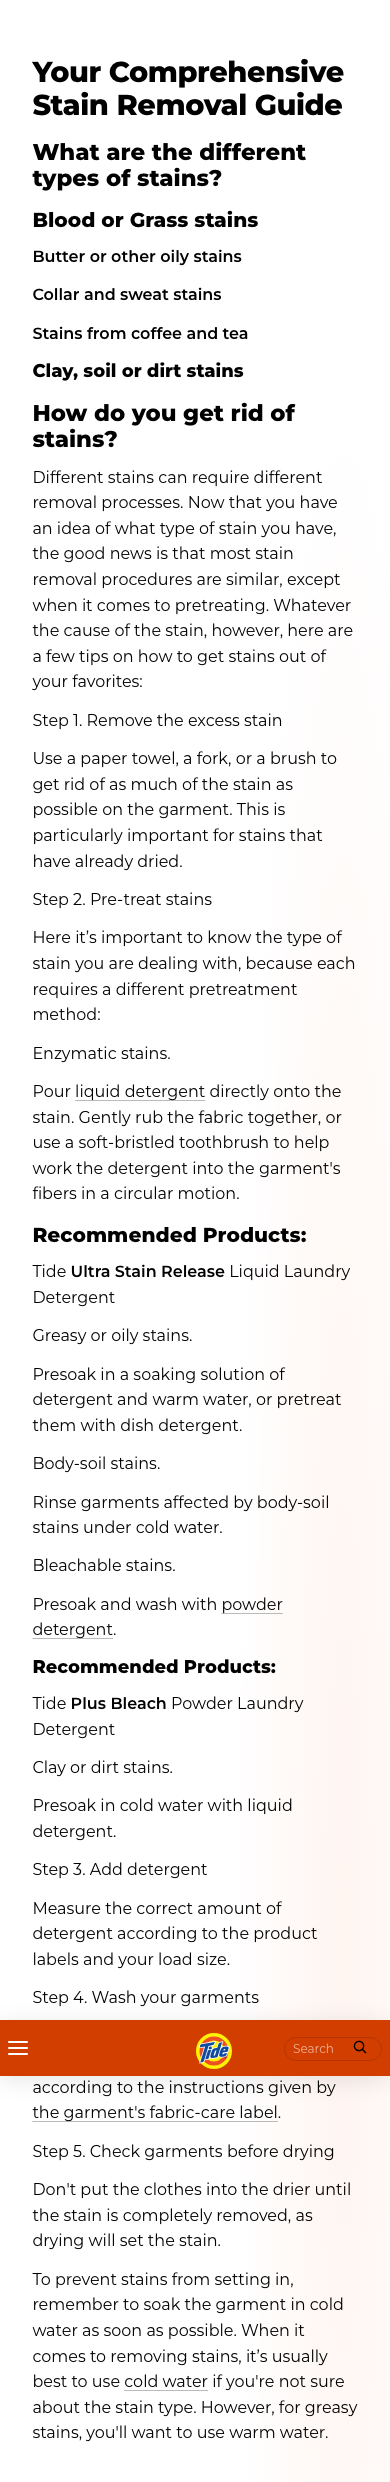 Your Comprehensive
Stain Removal Guide
What are the different
types of stains?
Blood or Grass stains
Butter or other oily stains
Collar and sweat stains
Stains from coffee and tea
Clay, soil or dirt stains
How do you get rid of
stains?
Different stains can require different
removal processes. Now that you have
an idea of what type of stain you have,
the good news is that most stain
removal procedures are similar, except
when it comes to pretreating. Whatever
the cause of the stain, however, here are
a few tips on how to get stains out of
your favorites:
Step 1. Remove the excess stain
Use a paper towel, a fork, or a brush to
get rid of as much of the stain as
possible on the garment. This is
particularly important for stains that
have already dried.
Step 2. Pre-treat stains
Here it’s important to know the type of
stain you are dealing with, because each
requires a different pretreatment
method:
Enzymatic stains.
Pour liquid detergent directly onto the
stain. Gently rub the fabric together, or
use a soft-bristled toothbrush to help
work the detergent into the garment's
fibers in a circular motion.
Recommended Products:
Tide Ultra Stain Release Liquid Laundry
Detergent
Greasy or oily stains.
Presoak in a soaking solution of
detergent and warm water, or pretreat
them with dish detergent.
Body-soil stains.
Rinse garments affected by body-soil
stains under cold water.
Bleachable stains.
Presoak and wash with powder
detergent.
Recommended Products:
Tide Plus Bleach Powder Laundry
Detergent
Clay or dirt stains.
Presoak in cold water with liquid
detergent.
Step 3. Add detergent
Measure the correct amount of
detergent according to the product
labels and your load size.
Step 4. Wash your garments
Tide
Search
according to the instructions given by
the garment's fabric-care label.
Step 5. Check garments before drying
Don't put the clothes into the drier until
the stain is completely removed, as
drying will set the stain.
To prevent stains from setting in,
remember to soak the garment in cold
water as soon as possible. When it
comes to removing stains, it’s usually
best to use cold water if you're not sure
about the stain type. However, for greasy
stains, you'll want to use warm water.